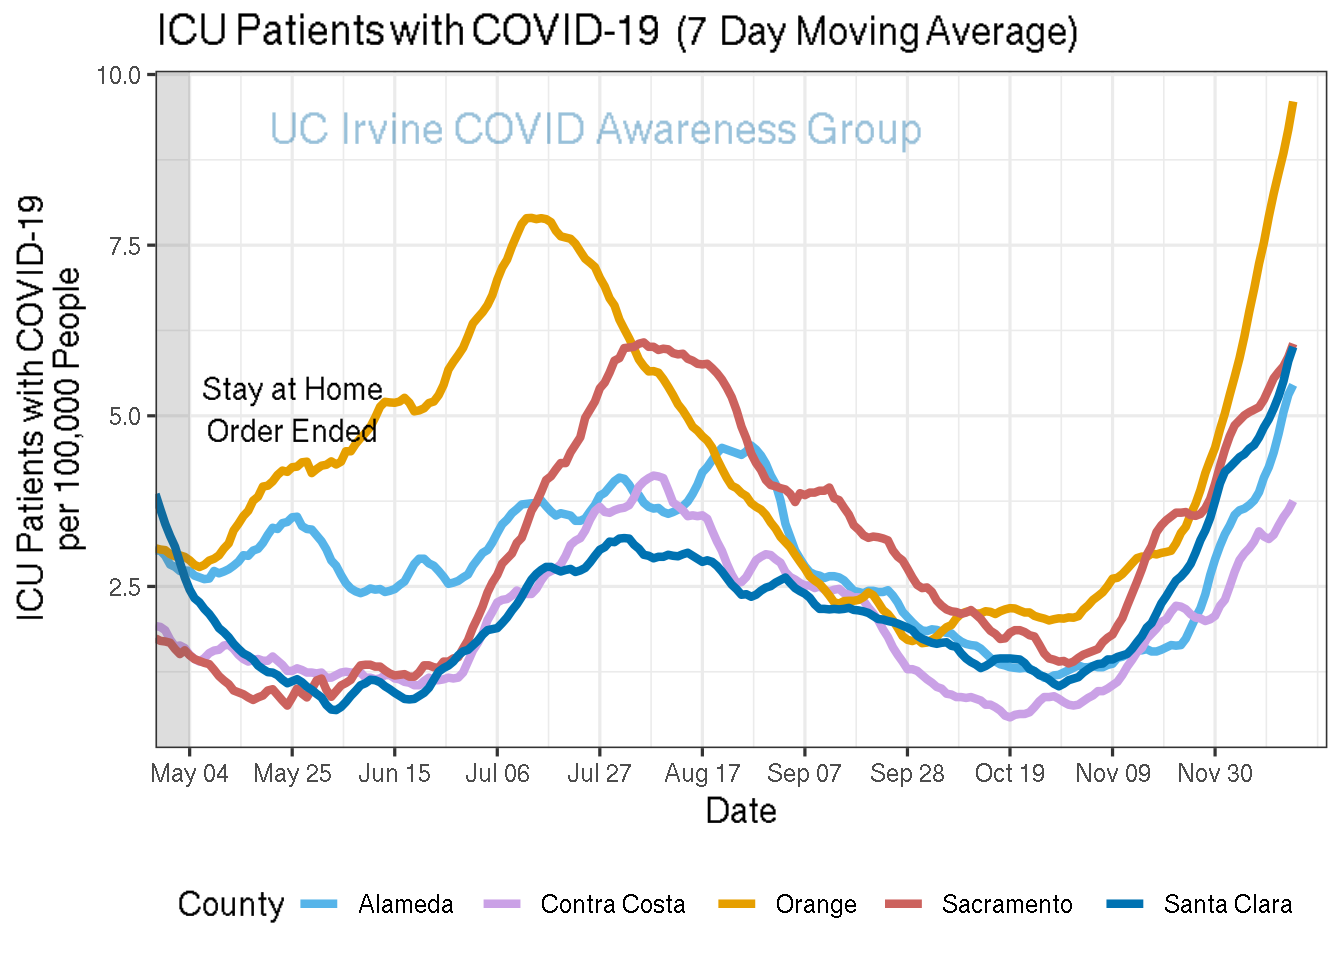 ICU Patients with COVID-19 (7 Day Moving Average)
UC Irvine COVID Awareness Group
ICU Patients with COVID-19
per 100,000 People
10.0
7.5
5.0
2.5
Stay at Home
Order Ended
May 04 May 25 Jun 15 Jul 06 Jul 27 Aug 17 Sep 07 Sep 28 Oct 19 Nov 09 Nov 30
Date
County Alameda Contra Costa Orange Sacramento Santa Clara